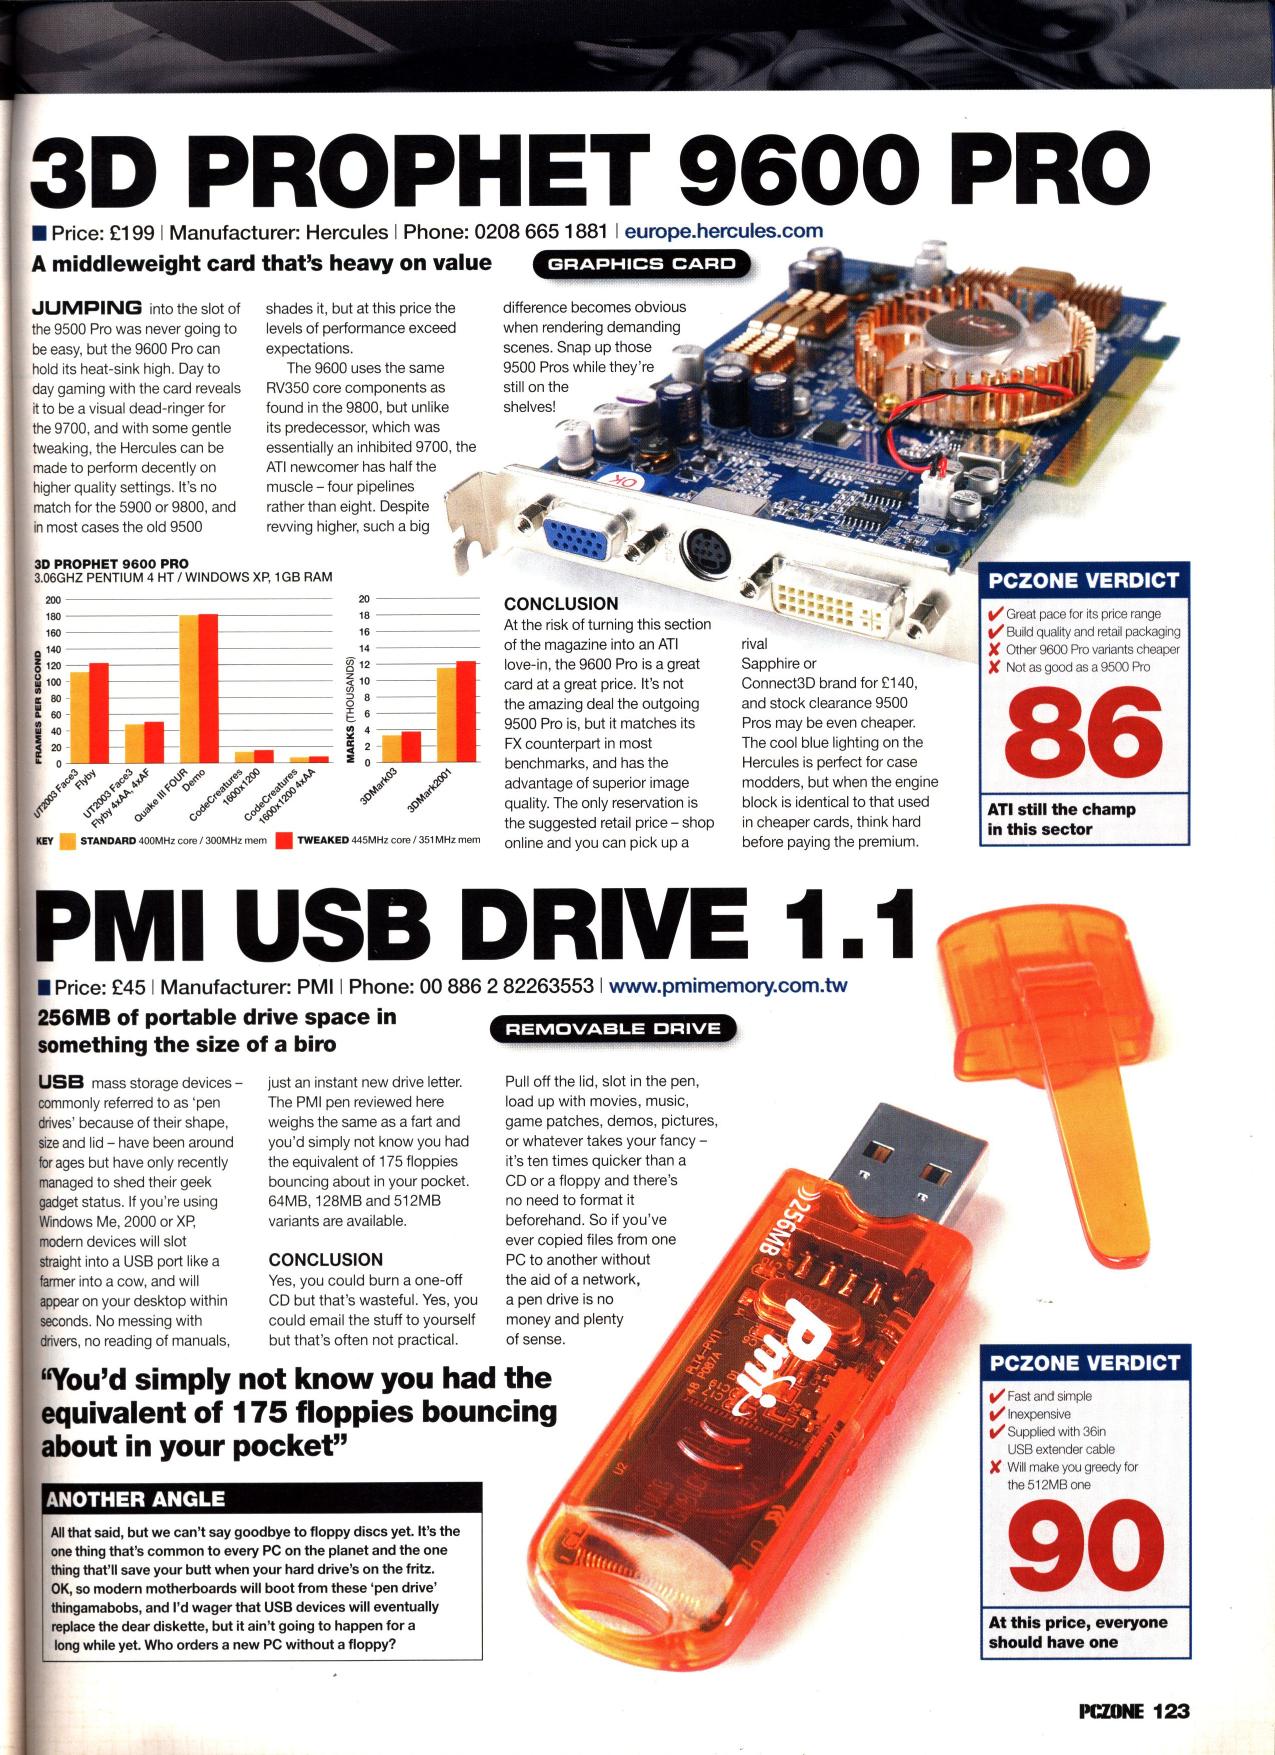 3D PROPHET 9600 PRO
Price: £199 | Manufacturer: Hercules | Phone: 0208 665 1881 | europe.hercules.com
A middleweight card that's heavy on value
GRAPHICS CARD
JUMPING into the slot of
the 9500 Pro was never going to
be easy, but the 9600 Pro can
hold its heat-sink high. Day to
day gaming with the card reveals
it to be a visual dead-ringer for
the 9700, and with some gentle
tweaking, the Hercules can be
made to perform decently on
higher quality settings. It's no
match for the 5900 or 9800, and
in most cases the old 9500
shades it, but at this price the
levels of performance exceed
expectations.
The 9600 uses the same
RV350 core components as
found in the 9800, but unlike
its predecessor, which was
essentially an inhibited 9700, the
ATI newcomer has half the
muscle – four pipelines
rather than eight. Despite
revving higher, such a big
difference becomes obvious
when rendering demanding
scenes. Snap up those
9500 Pros while they're
still on the
shelves!
OK
3D PROPHET 9600 PRO
3.06GHZ PENTIUM 4 HT / WINDOWS XP, 1GB RAM
FRAMES PER SECOND
200
180
160
140
120
100
80
60
40
20
0
UT2003 Face3
Flyby
UT2003 Face3
Flyby 4xAA, 4xAF
Quake III FOUR
Demo
CodeCreatures
1600x1200
CodeCreatures
1600x1200 4xAA
MARKS (THOUSANDS)
20
18
16
14
12
10
8
6
4
2
0
3DMark03
3DMark2001
KEY STANDARD 400MHz core / 300MHz mem TWEAKED 445MHz core / 351MHz mem
CONCLUSION
At the risk of turning this section
of the magazine into an ATI
love-in, the 9600 Pro is a great
card at a great price. It's not
the amazing deal the outgoing
9500 Pro is, but it matches its
FX counterpart in most
benchmarks, and has the
advantage of superior image
quality. The only reservation is
the suggested retail price – shop
online and you can pick up a
rival
Sapphire or
Connect3D brand for £140,
and stock clearance 9500
Pros may be even cheaper.
The cool blue lighting on the
Hercules is perfect for case
modders, but when the engine
block is identical to that used
in cheaper cards, think hard
before paying the premium.
PCZONE VERDICT
✔ Great pace for its price range
✔ Build quality and retail packaging
✘ Other 9600 Pro variants cheaper
✘ Not as good as a 9500 Pro
86
ATI still the champ
in this sector
PMI USB DRIVE 1.1
Price: £45 | Manufacturer: PMI | Phone: 00 886 2 82263553 | www.pmimemory.com.tw
256MB of portable drive space in
something the size of a biro
REMOVABLE DRIVE
USB mass storage devices –
commonly referred to as 'pen
drives' because of their shape,
size and lid – have been around
for ages but have only recently
managed to shed their geek
gadget status. If you're using
Windows Me, 2000 or XP,
modern devices will slot
straight into a USB port like a
farmer into a cow, and will
appear on your desktop within
seconds. No messing with
drivers, no reading of manuals,
just an instant new drive letter.
The PMI pen reviewed here
weighs the same as a fart and
you'd simply not know you had
the equivalent of 175 floppies
bouncing about in your pocket.
64MB, 128MB and 512MB
variants are available.
CONCLUSION
Yes, you could burn a one-off
CD but that's wasteful. Yes, you
could email the stuff to yourself
but that's often not practical.
Pull off the lid, slot in the pen,
load up with movies, music,
game patches, demos, pictures,
or whatever takes your fancy –
it's ten times quicker than a
CD or a floppy and there's
no need to format it
beforehand. So if you've
ever copied files from one
PC to another without
the aid of a network,
a pen drive is no
money and plenty
of sense.
256MB
Pmi
U2
"You'd simply not know you had the
equivalent of 175 floppies bouncing
about in your pocket"
ANOTHER ANGLE
All that said, but we can't say goodbye to floppy discs yet. It's the
one thing that's common to every PC on the planet and the one
thing that'll save your butt when your hard drive's on the fritz.
OK, so modern motherboards will boot from these 'pen drive'
thingamabobs, and I'd wager that USB devices will eventually
replace the dear diskette, but it ain't going to happen for a
long while yet. Who orders a new PC without a floppy?
PCZONE VERDICT
✔ Fast and simple
✔ Inexpensive
✔ Supplied with 36in
USB extender cable
✘ Will make you greedy for
the 512MB one
90
At this price, everyone
should have one
PCZONE 123